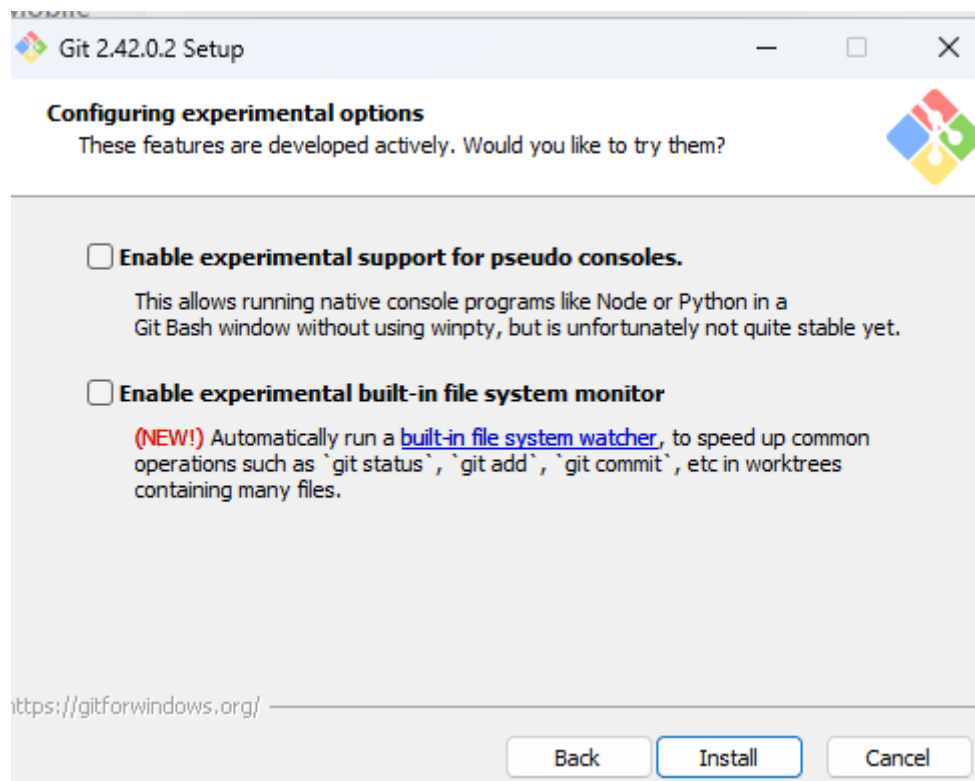 Git 2.42.0.2 Setup
Configuring experimental options
These features are developed actively. Would you like to try them?
Enable experimental support for pseudo consoles.
This allows running native console programs like Node or Python in a
Git Bash window without using winpty, but is unfortunately not quite stable yet.
Enable experimental built-in file system monitor
(NEW!) Automatically run a built-in file system watcher, to speed up common
operations such as `git status`, `git add`, `git commit`, etc in worktrees
containing many files.
https://gitforwindows.org/
Back Install Cancel